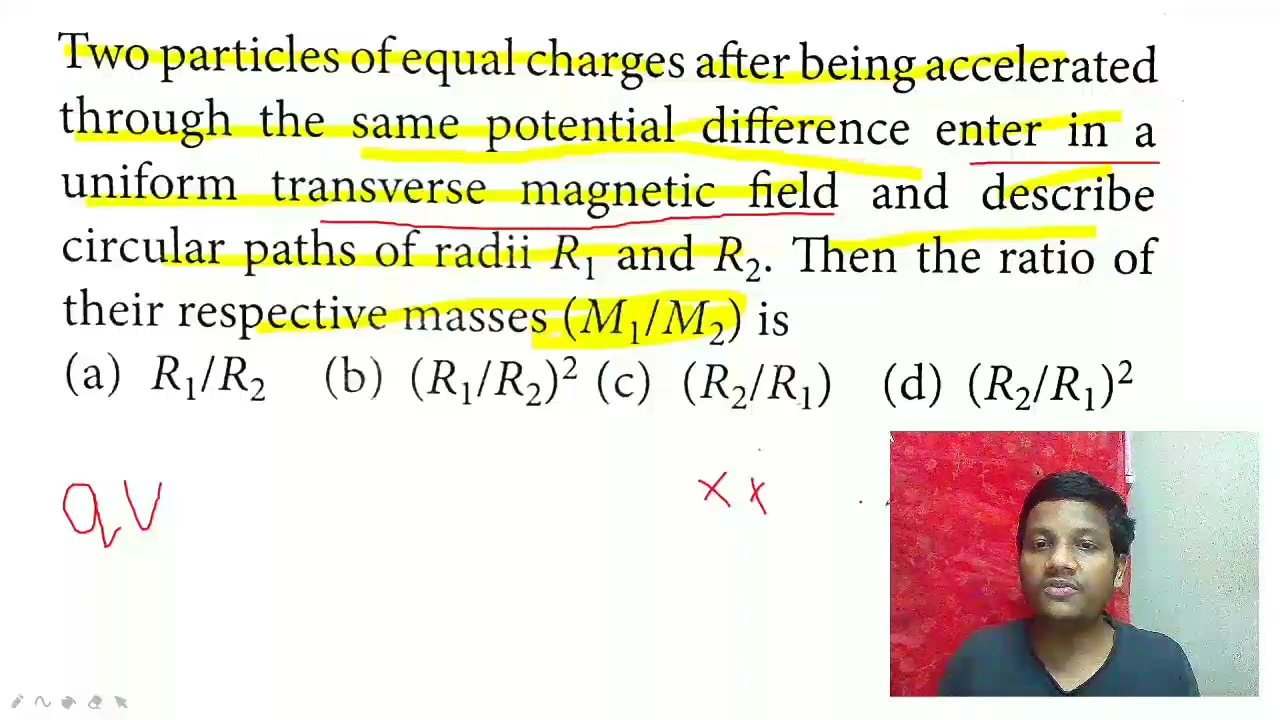 Two particles of equal charges after being accelerated
through the same potential difference enter in a
uniform transverse magnetic field and describe
circular paths of radii R₁ and R₂. Then the ratio of
their respective masses (M₁/M₂) is
(a) R₁/R₂ (b) (R₁/R₂)² (c) (R₂/R₁) (d) (R₂/R₁)²
qV x x